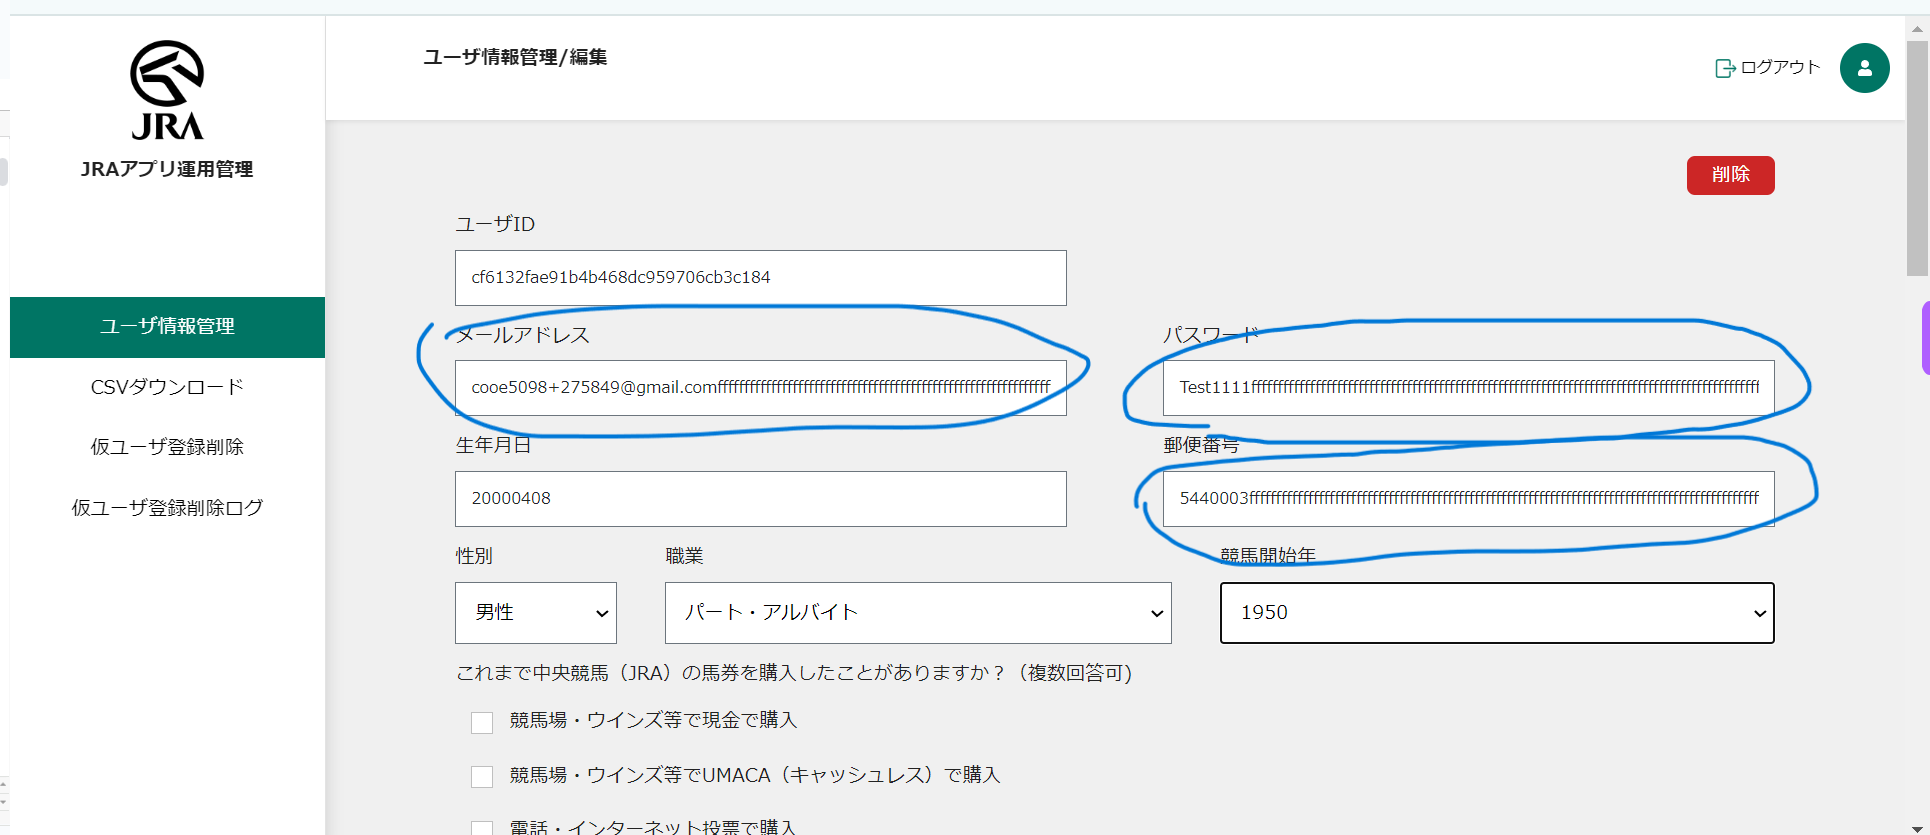 JRA
JRAアプリ運用管理
ユーザ情報管理
CSVダウンロード
仮ユーザ登録削除
仮ユーザ登録削除ログ
ユーザ情報管理/編集
ログアウト
削除
ユーザID
cf6132fae91b4b468dc959706cb3c184
メールアドレス
パスワード
生年月日
郵便番号
20000408
性別
職業
競馬開始年
男性
パート・アルバイト
1950
これまで中央競馬（JRA）の馬券を購入したことがありますか？（複数回答可)
競馬場・ウインズ等で現金で購入
競馬場・ウインズ等でUMACA（キャッシュレス）で購入
電話・インターネット投票で購入